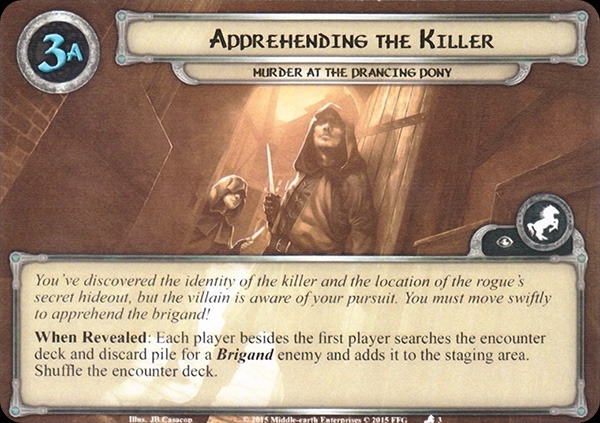 3A
Apprehending the Killer
Murder at the Prancing Pony
You've discovered the identity of the killer and the location of the rogue's
secret hideout, but the villain is aware of your pursuit. You must move swiftly
to apprehend the brigand!
When Revealed: Each player besides the first player searches the encounter
deck and discard pile for a Brigand enemy and adds it to the staging area.
Shuffle the encounter deck.
Illus. JB Casacop © 2015 Middle-earth Enterprises © 2015 FFG 3